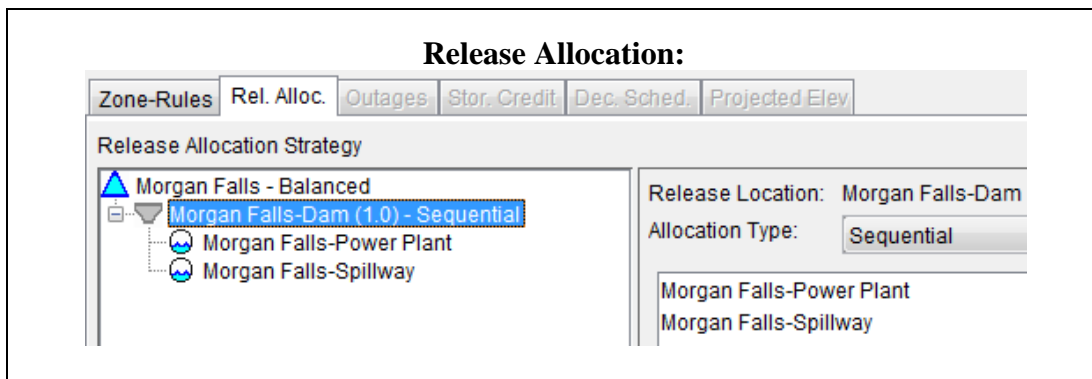 Release Allocation:
Zone-Rules Rel. Alloc. Outages Stor. Credit Dec. Sched. Projected Elev
Release Allocation Strategy
Morgan Falls - Balanced
Morgan Falls-Dam (1.0) - Sequential
Morgan Falls-Power Plant
Morgan Falls-Spillway
Release Location: Morgan Falls-Dam
Allocation Type: Sequential
Morgan Falls-Power Plant
Morgan Falls-Spillway